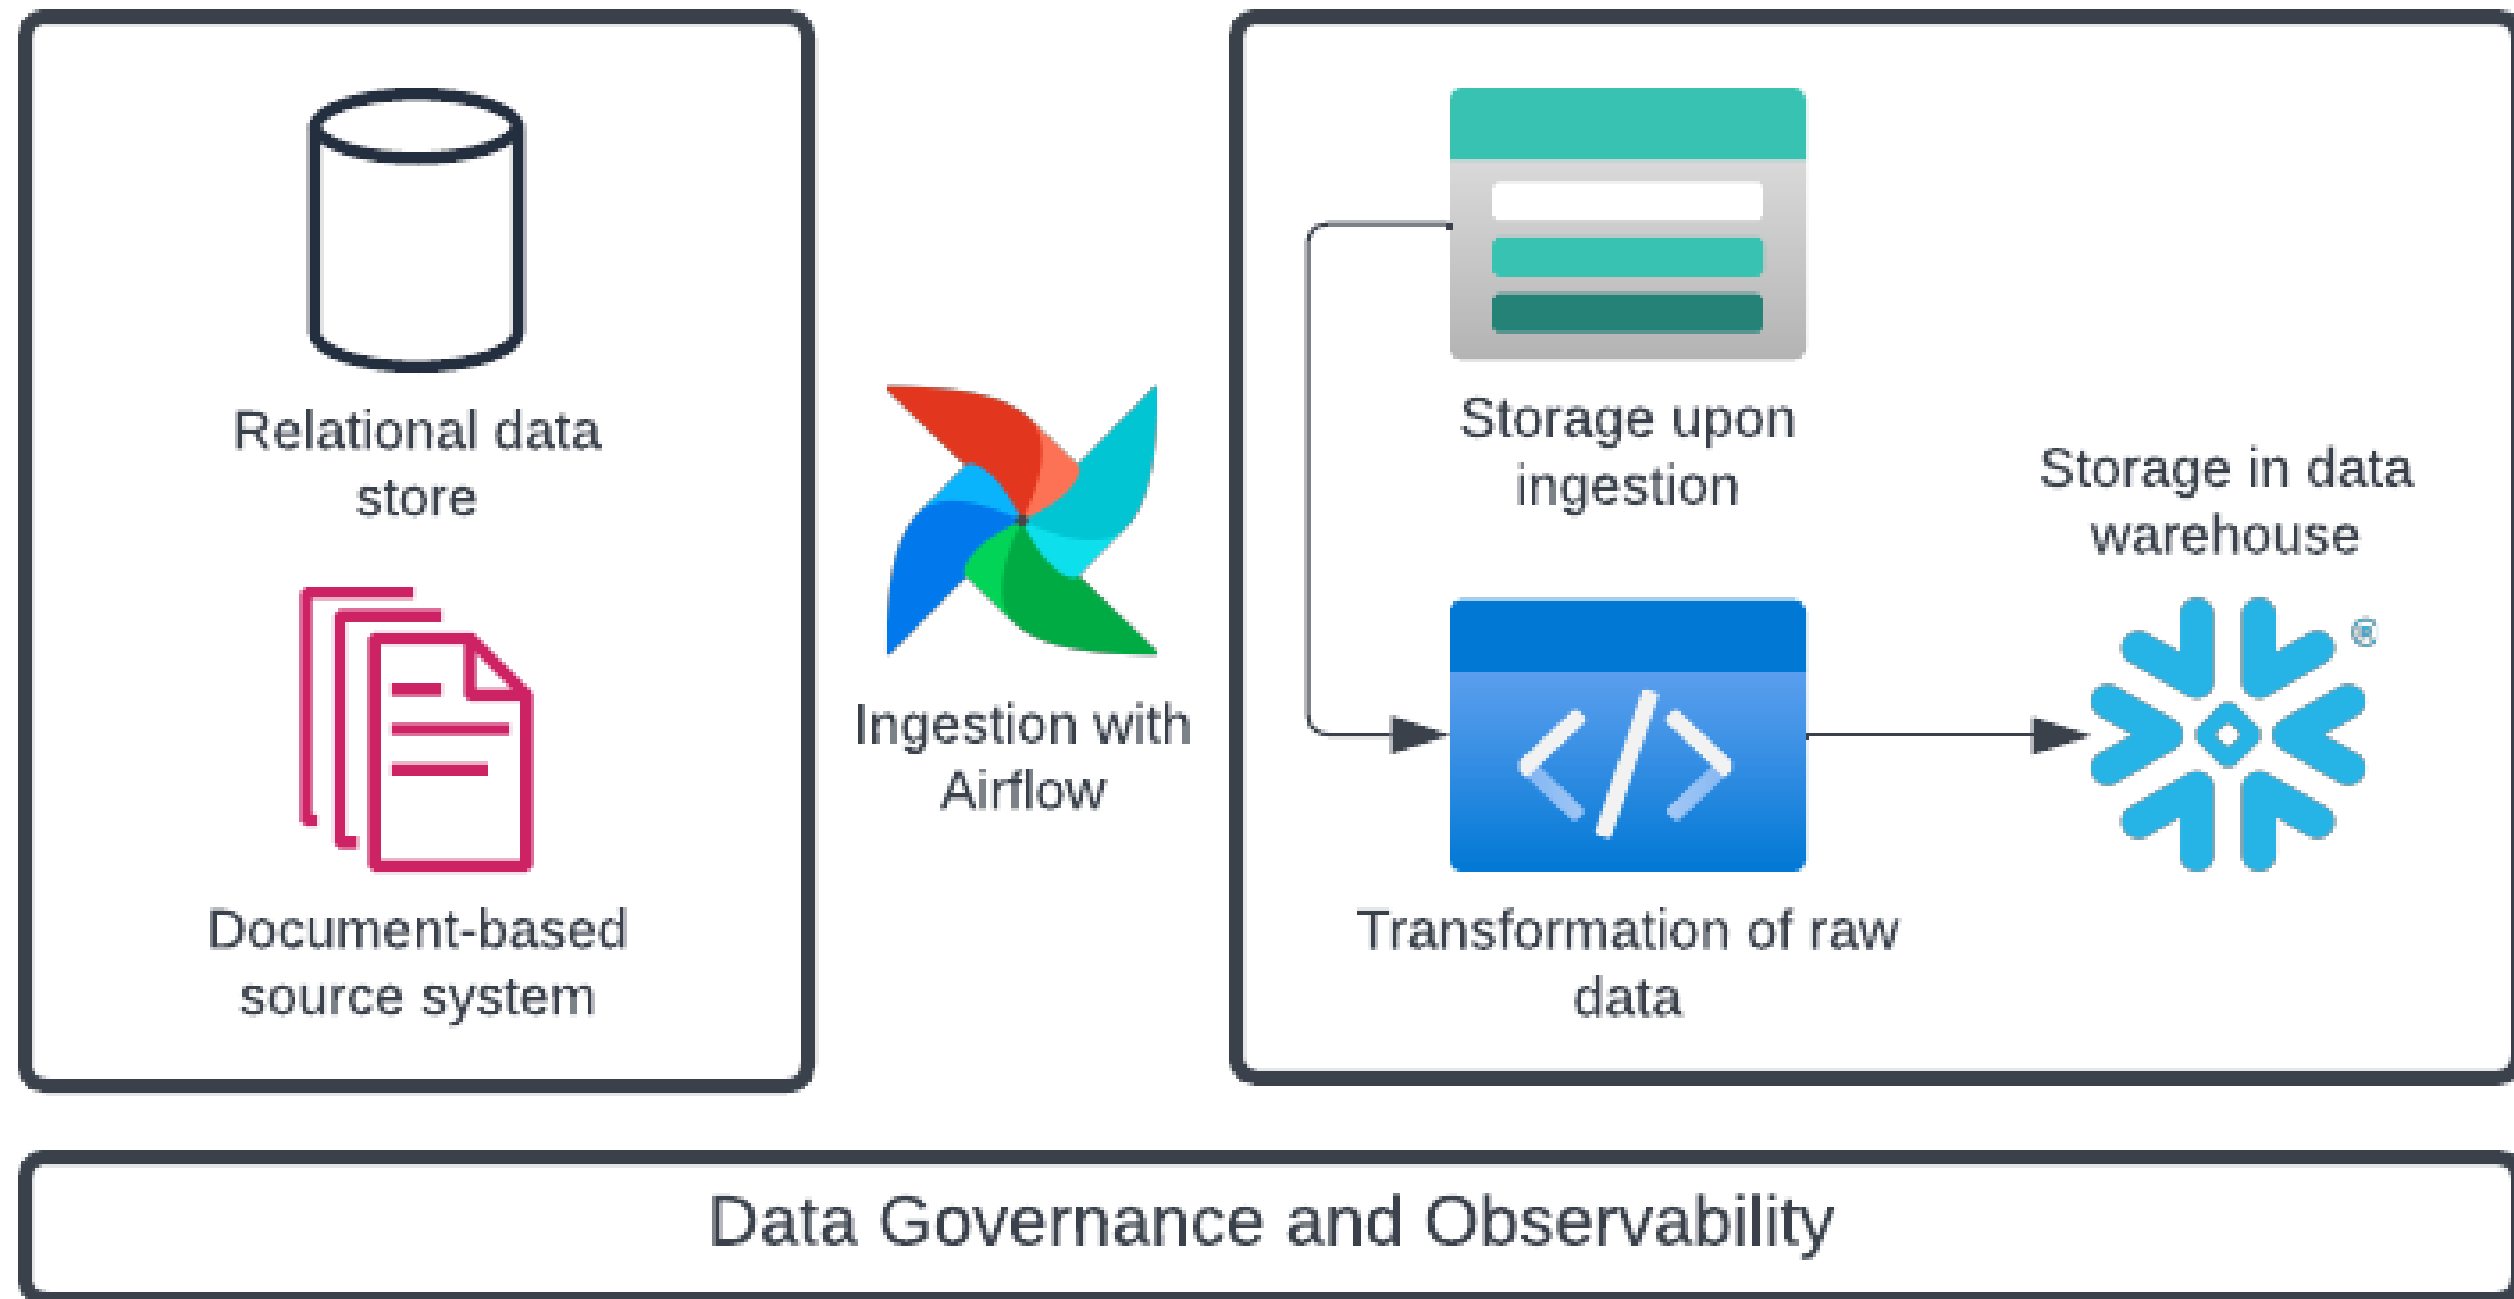 Relational data
store
Document-based
source system
Ingestion with
Airflow
Storage upon
ingestion
Transformation of raw
data
Storage in data
warehouse
®
Data Governance and Observability